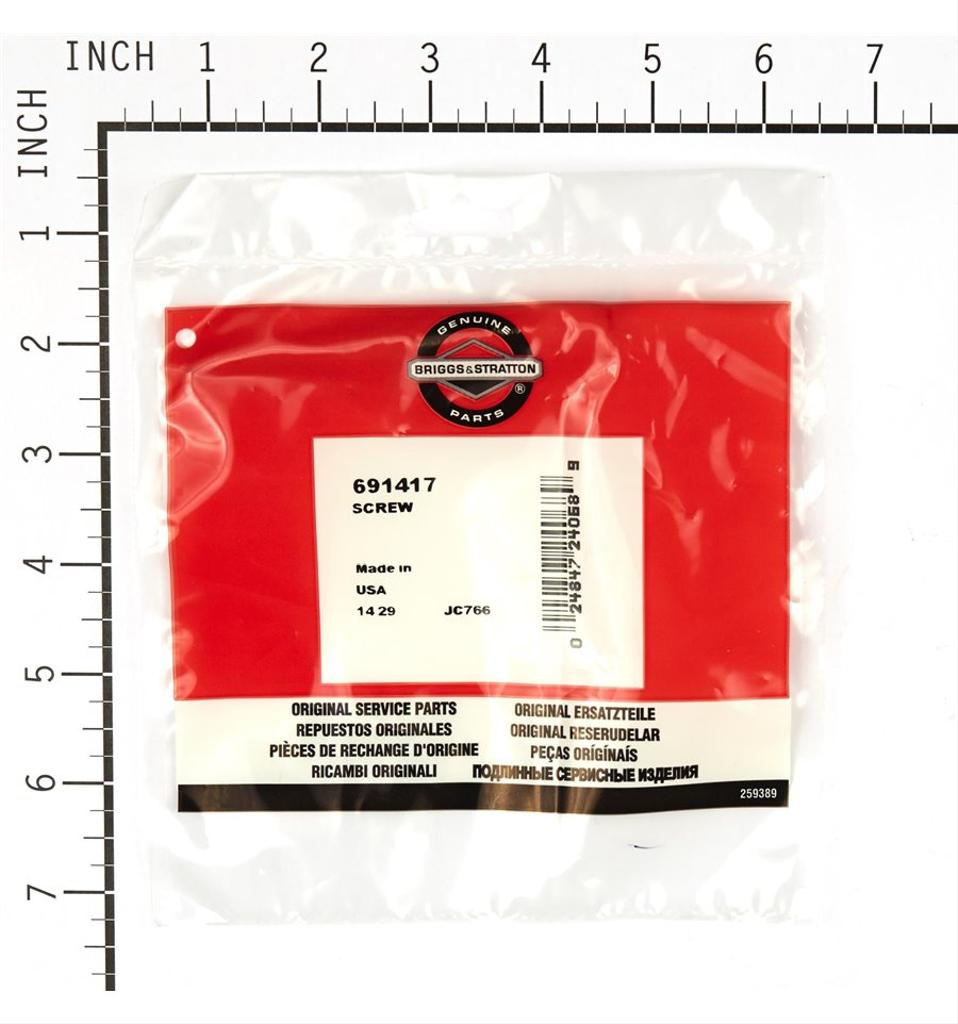 INCH 1 2 3 4 5 6 7
INCH 1 2 3 4 5 6 7
GENUINE
BRIGGS&STRATTON
®
PARTS
691417
SCREW
Made in
USA
14 29 JC766
0 24847 24068 9
ORIGINAL SERVICE PARTS
REPUESTOS ORIGINALES
PIÈCES DE RECHANGE D'ORIGINE
RICAMBI ORIGINALI
ORIGINAL ERSATZTEILE
ORIGINAL RESERUDELAR
PEÇAS ORÍGÍNAÍS
ПОДЛИННЫЕ СЕРВИСНЫЕ ИЗДЕЛИЯ
259389